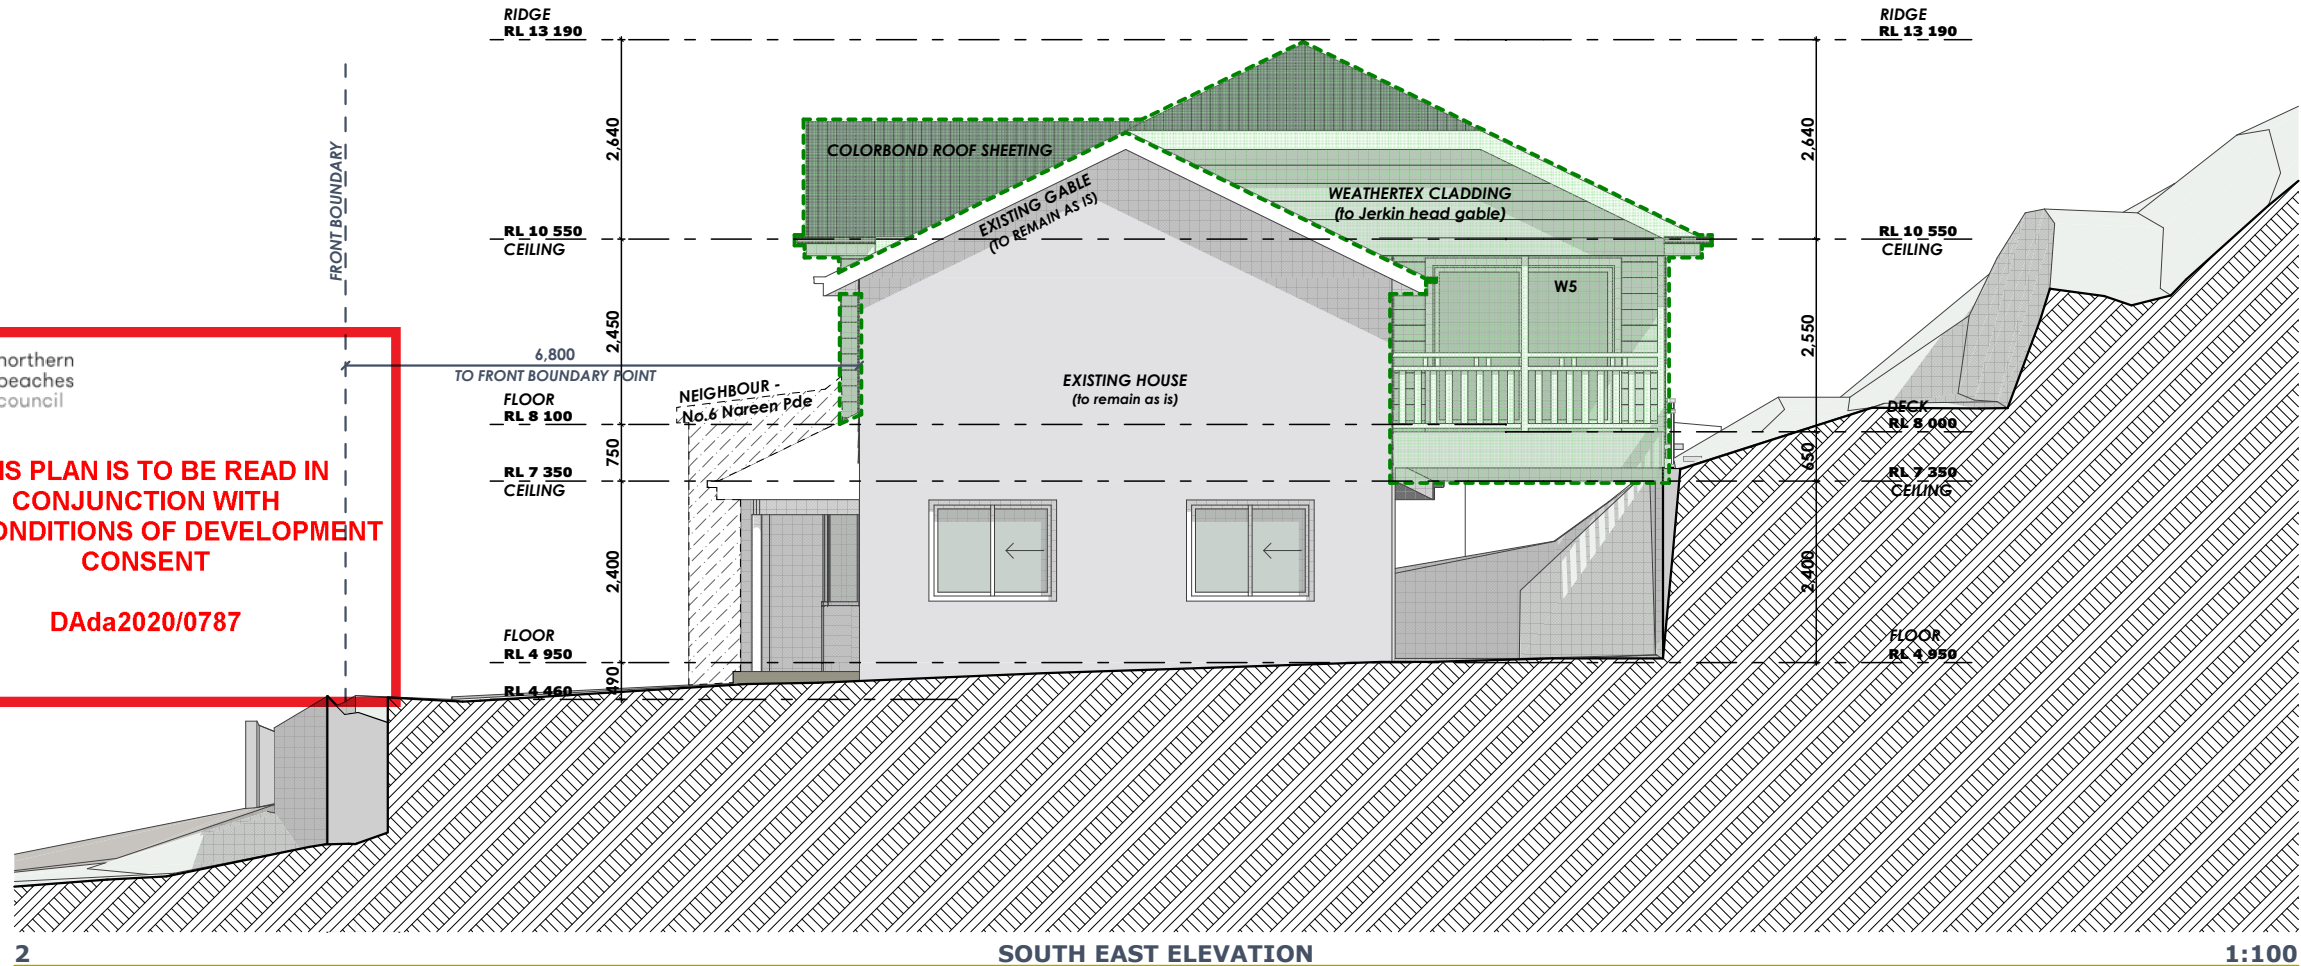 RIDGE
RL 13 190
RIDGE
RL 13 190
FRONT BOUNDARY
2,640
2,640
COLORBOND ROOF SHEETING
EXISTING GABLE
(TO REMAIN AS IS)
WEATHERTEX CLADDING
(to Jerkin head gable)
RL 10 550
CEILING
RL 10 550
CEILING
W5
2,450
2,550
6,800
TO FRONT BOUNDARY POINT
northern
beaches
council
NEIGHBOUR -
No.6 Nareen Pde
EXISTING HOUSE
(to remain as is)
FLOOR
RL 8 100
DECK
RL 8 000
750
650
RL 7 350
CEILING
RL 7 350
CEILING
IS PLAN IS TO BE READ IN
CONJUNCTION WITH
ONDITIONS OF DEVELOPMENT
CONSENT
DAda2020/0787
2,400
2,400
FLOOR
RL 4 950
FLOOR
RL 4 950
RL 4 460
490
2
SOUTH EAST ELEVATION
1:100